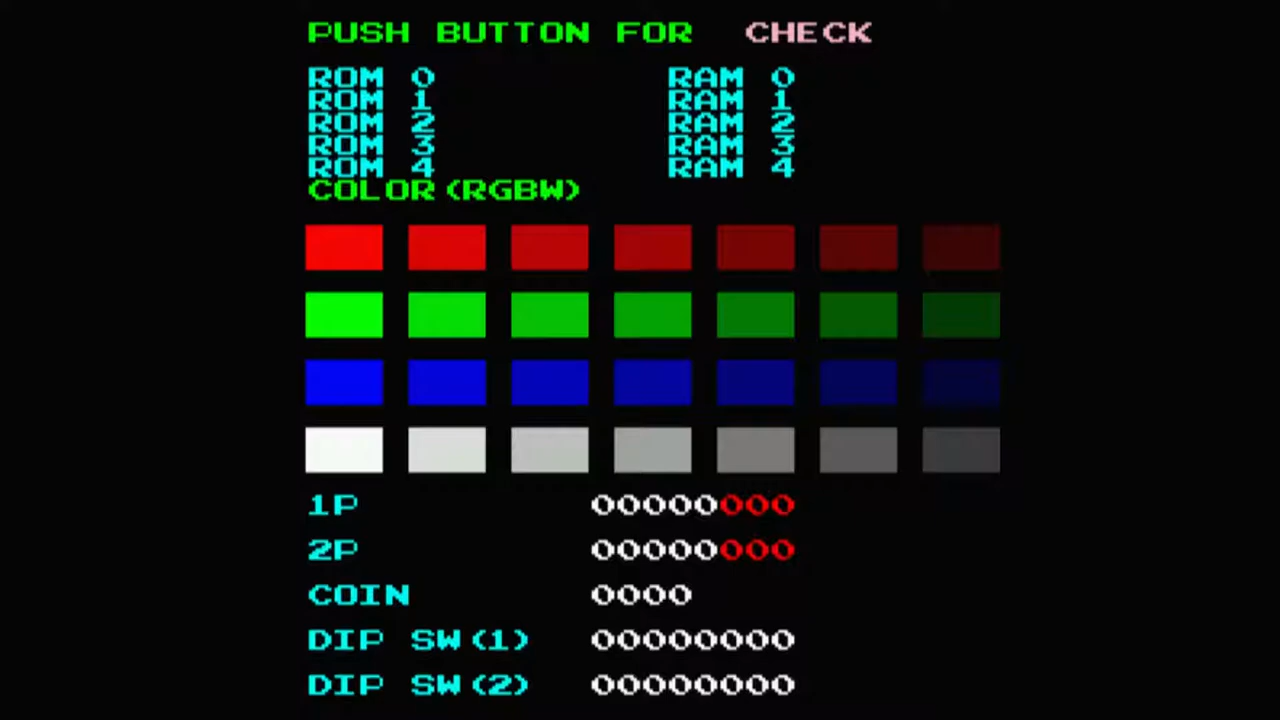 PUSH BUTTON FOR CHECK
ROM 0 RAM 0
ROM 1 RAM 1
ROM 2 RAM 2
ROM 3 RAM 3
ROM 4 RAM 4
COLOR(RGBW)
1P 00000000
2P 00000000
COIN 0000
DIP SW(1) 00000000
DIP SW(2) 00000000